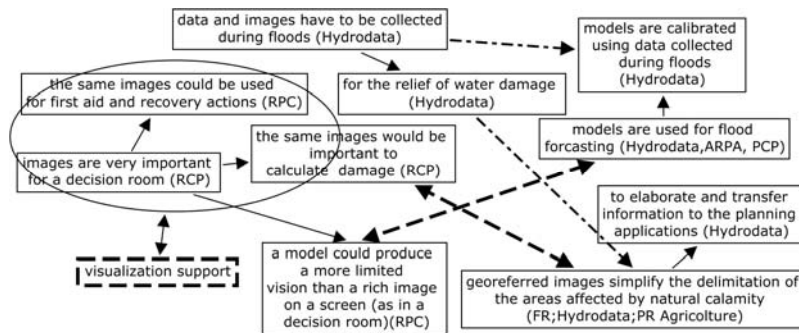 data and images have to be collected
during floods (Hydrodata)
models are calibrated
using data collected
during floods
(Hydrodata)
the same images could be used
for first aid and recovery actions (RPC)
for the relief of water damage
(Hydrodata)
the same images would be
important to
calculate damage (RCP)
models are used for flood
forcasting (Hydrodata,ARPA, PCP)
images are very important
for a decision room (RCP)
to elaborate and transfer
information to the planning
applications (Hydrodata)
visualization support
a model could produce
a more limited
vision than a rich image
on a screen (as in a
decision room)(RPC)
georeferred images simplify the delimitation of
the areas affected by natural calamity
(FR;Hydrodata;PR Agriculture)